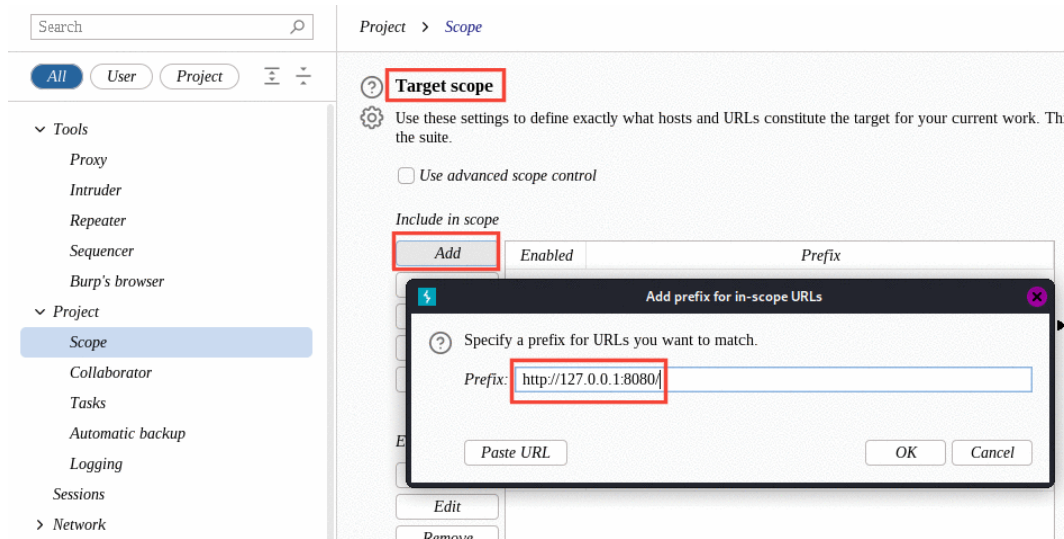 Search
All User Project
Tools
Proxy
Intruder
Repeater
Sequencer
Burp's browser
Project
Scope
Collaborator
Tasks
Automatic backup
Logging
Sessions
Network
Project > Scope
Target scope
Use these settings to define exactly what hosts and URLs constitute the target for your current work. Th
the suite.
Use advanced scope control
Include in scope
Add Enabled Prefix
Add prefix for in-scope URLs
Specify a prefix for URLs you want to match.
Prefix: http://127.0.0.1:8080/
Paste URL OK Cancel
E
Edit
Remove